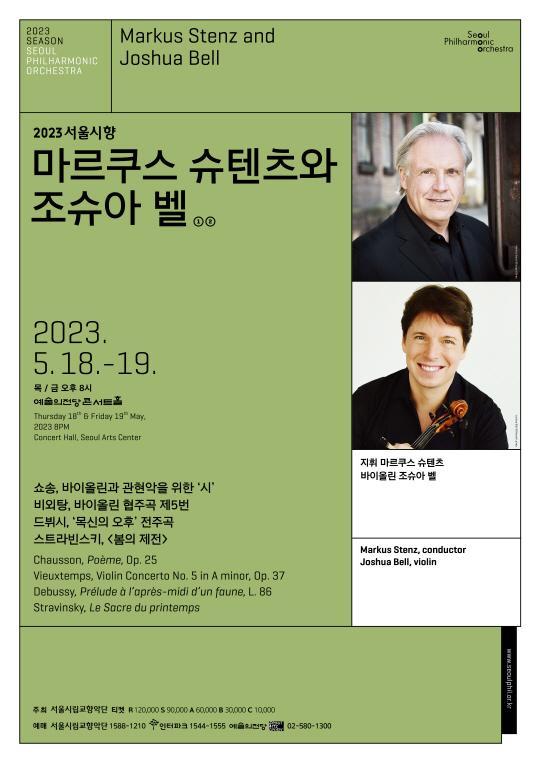 2023
SEASON
SEOUL
PHILHARMONIC
ORCHESTRA
Markus Stenz and
Joshua Bell
Seoul
Philharmonic
orchestra
2023 서울시향
마르쿠스 슈텐츠와
조슈아 벨 ①②
2023.
5. 18.-19.
목 / 금 오후 8시
예술의전당 콘서트홀
Thursday 18th & Friday 19th May,
2023 8PM
Concert Hall, Seoul Arts Center
쇼송, 바이올린과 관현악을 위한 ‘시’
비외탕, 바이올린 협주곡 제5번
드뷔시, ‘목신의 오후’ 전주곡
스트라빈스키, <봄의 제전>
Chausson, Poème, Op. 25
Vieuxtemps, Violin Concerto No. 5 in A minor, Op. 37
Debussy, Prélude à l’après-midi d’un faune, L. 86
Stravinsky, Le Sacre du printemps
지휘 마르쿠스 슈텐츠
바이올린 조슈아 벨
Markus Stenz, conductor
Joshua Bell, violin
www.seoulphil.or.kr
주최 서울시립교향악단 티켓 R 120,000 S 90,000 A 60,000 B 30,000 C 10,000
예매 서울시립교향악단 1588-1210 인터파크 1544-1555 예술의전당 02-580-1300